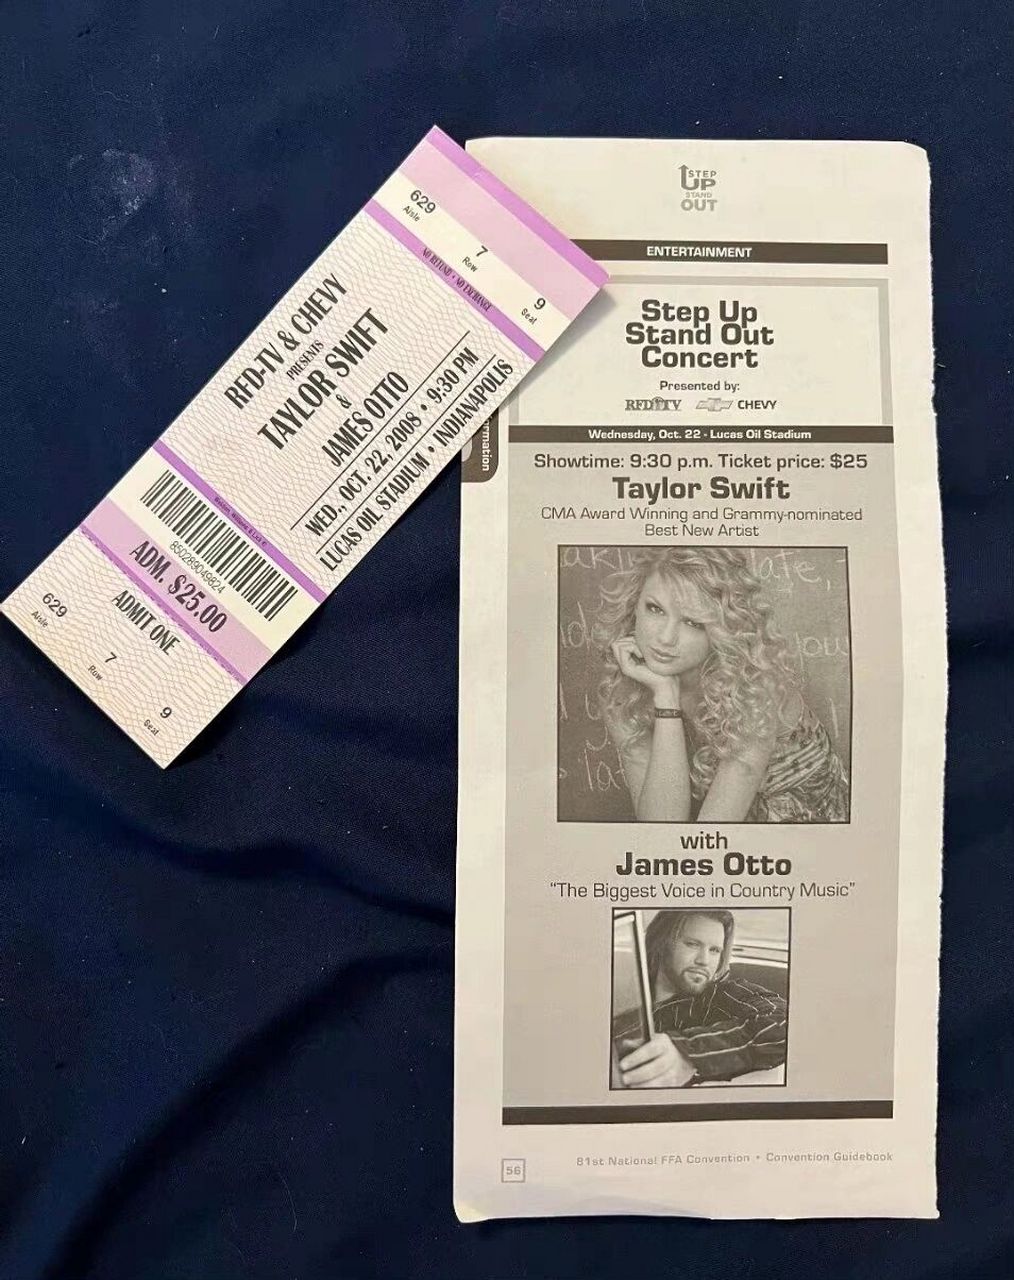 629
Aisle
7
Row
9
Seat
NO REFUND • NO EXCHANGE
RFD-TV & CHEVY
PRESENTS
TAYLOR SWIFT
&
JAMES OTTO
WED., OCT. 22, 2008 • 9:30 PM
LUCAS OIL STADIUM • INDIANAPOLIS
850289049824
ADM. $25.00
ADMIT ONE
629
Aisle
7
Row
9
Seat
STEP
UP
STAND
OUT
ENTERTAINMENT
Step Up
Stand Out
Concert
Presented by:
RFD TV CHEVY
Wednesday, Oct. 22 - Lucas Oil Stadium
rmation
Showtime: 9:30 p.m. Ticket price: $25
Taylor Swift
CMA Award Winning and Grammy-nominated
Best New Artist
with
James Otto
"The Biggest Voice in Country Music"
56
81st National FFA Convention • Convention Guidebook